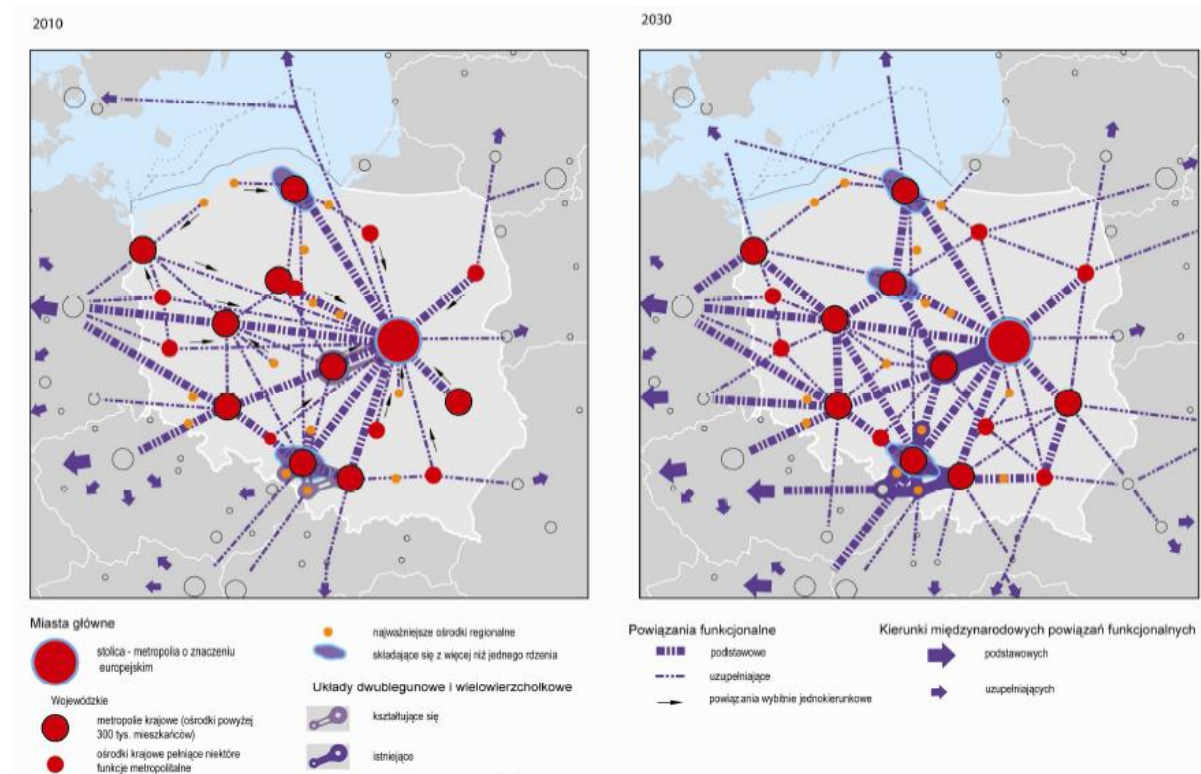 2010
2030
Miasta główne
stolica - metropolia o znaczeniu
europejskim
Wojewódzkie
metropolie krajowe (ośrodki powyżej
300 tys. mieszkańców)
ośrodki krajowe pełniące niektóre
funkcje metropolitalne
najważniejsze ośrodki regionalne
składające się z więcej niż jednego rdzenia
Układy dwubiegunowe i wielowierzchołkowe
kształtujące się
istniejące
Powiązania funkcjonalne
podstawowe
uzupełniające
powiązania wybitnie jednokierunkowe
Kierunki międzynarodowych powiązań funkcjonalnych
podstawowych
uzupełniających